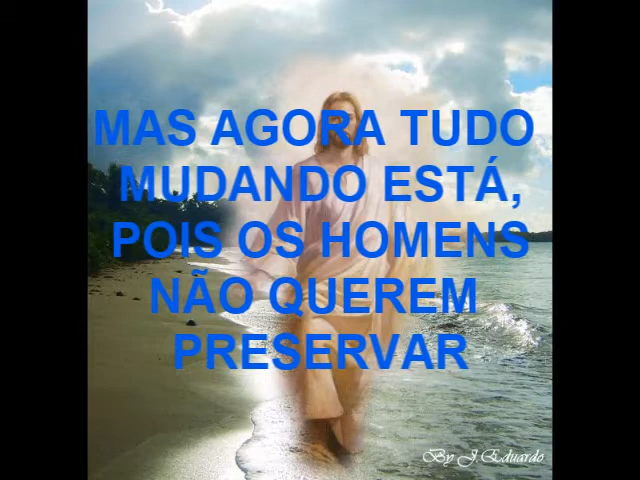 MAS AGORA TUDO
MUDANDO ESTÁ,
POIS OS HOMENS
NÃO QUEREM
PRESERVAR
By J Eduardo